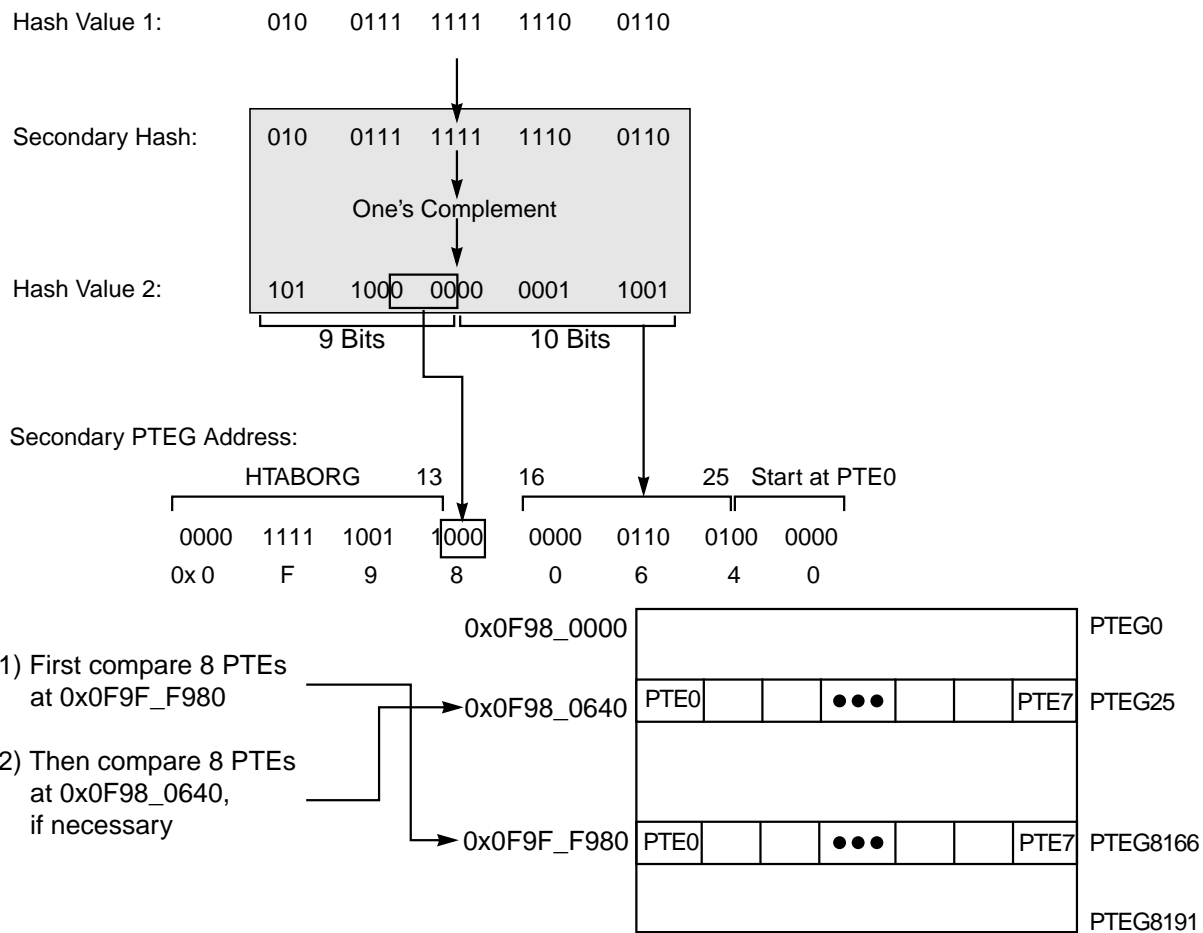 Hash Value 1: 010 0111 1111 1110 0110
Secondary Hash: 010 0111 1111 1110 0110
One's Complement
Hash Value 2: 101 1000 0000 0001 1001
9 Bits 10 Bits
Secondary PTEG Address:
HTABORG 13 16 25 Start at PTE0
0000 1111 1001 1000 0000 0110 0100 0000
0x 0 F 9 8 0 6 4 0
0x0F98_0000 PTEG0
1) First compare 8 PTEs
at 0x0F9F_F980
0x0F98_0640 PTE0 ••• PTE7 PTEG25
2) Then compare 8 PTEs
at 0x0F98_0640,
if necessary
0x0F9F_F980 PTE0 ••• PTE7 PTEG8166
PTEG8191